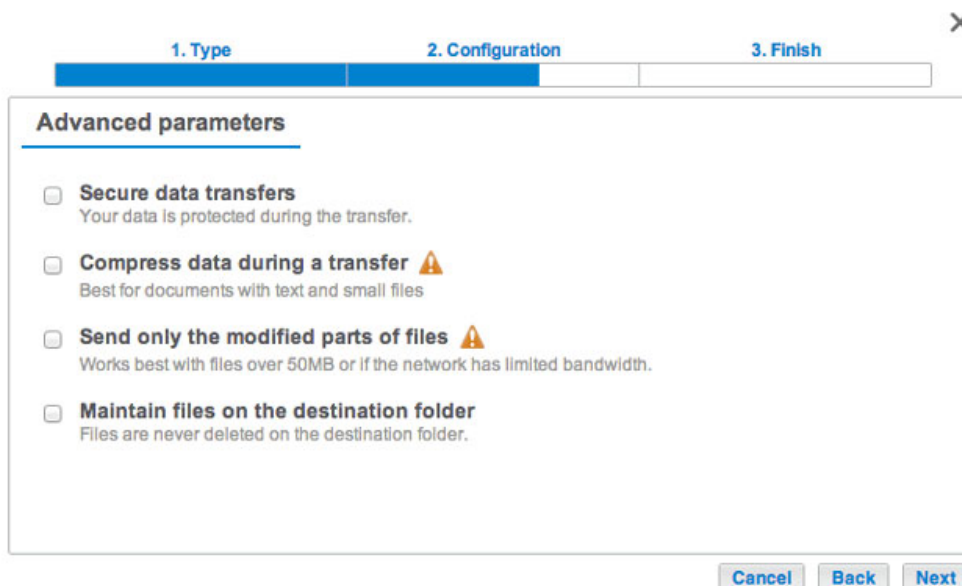 1. Type 2. Configuration 3. Finish
Advanced parameters
Secure data transfers
Your data is protected during the transfer.
Compress data during a transfer
Best for documents with text and small files
Send only the modified parts of files
Works best with files over 50MB or if the network has limited bandwidth.
Maintain files on the destination folder
Files are never deleted on the destination folder.
Cancel Back Next